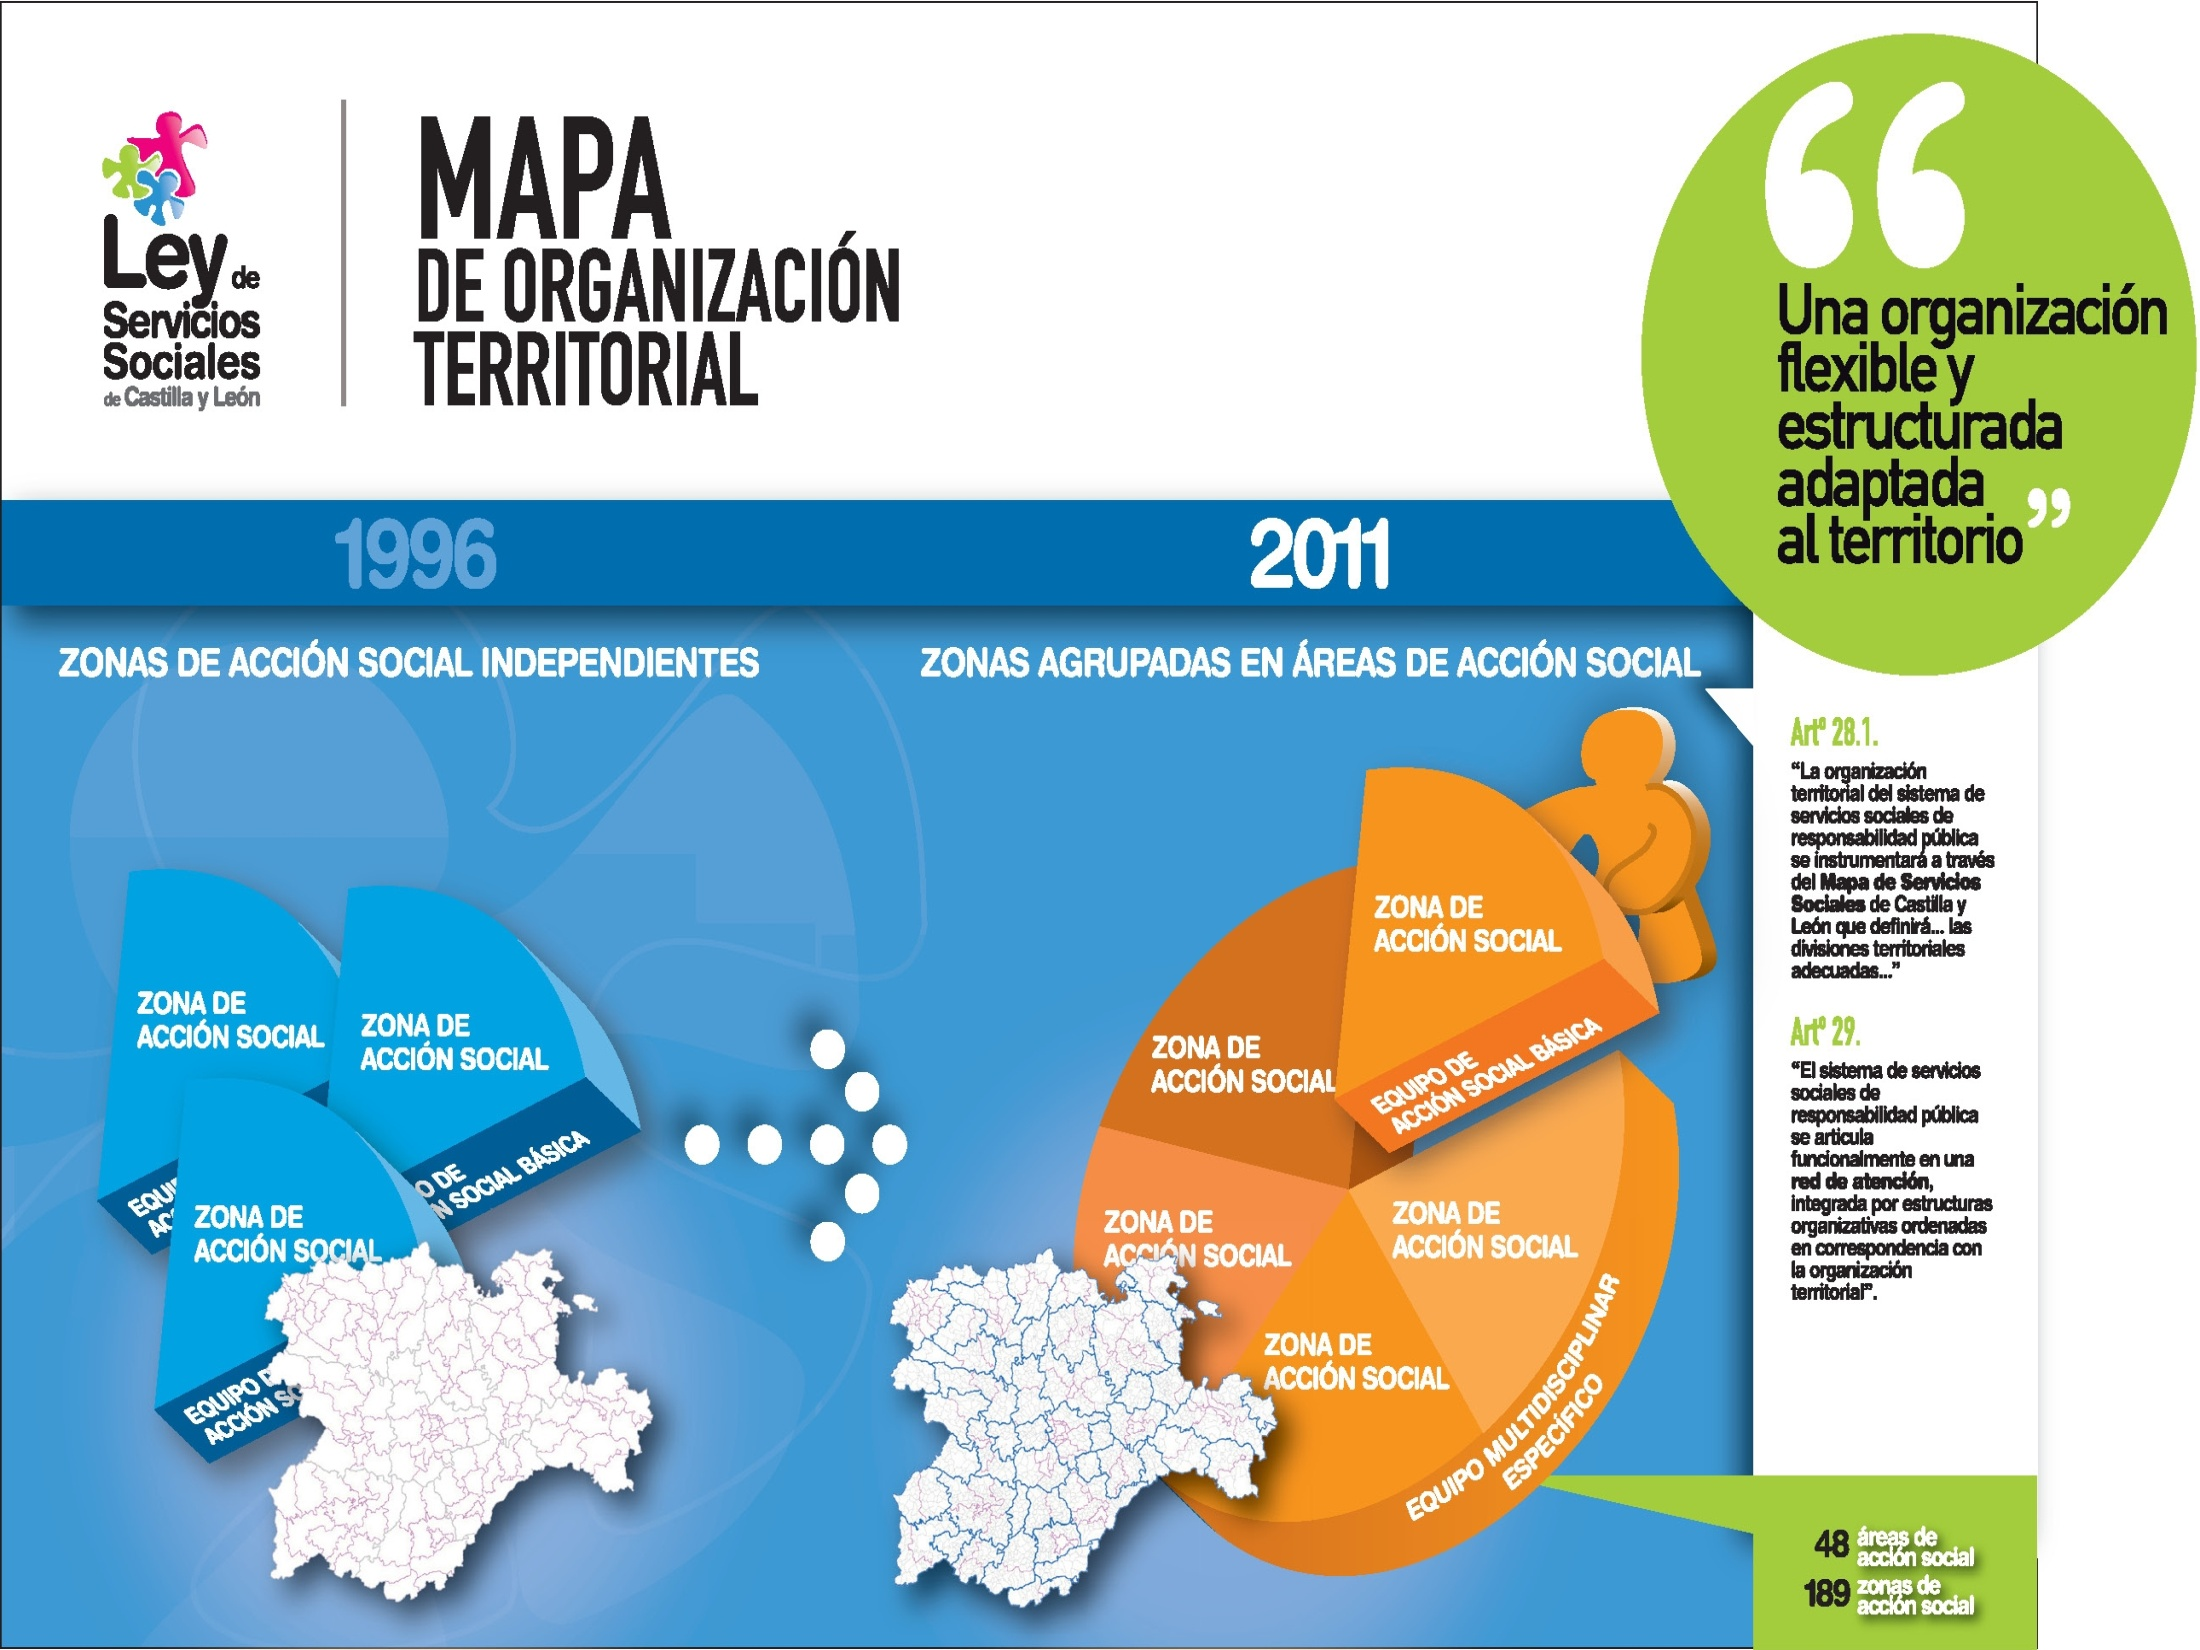 Ley de
Servicios
Sociales
de Castilla y León
MAPA
DE ORGANIZACIÓN
TERRITORIAL
“
Una organización
flexible y
estructurada
adaptada
al territorio”
1996
2011
ZONAS DE ACCIÓN SOCIAL INDEPENDIENTES
ZONAS AGRUPADAS EN ÁREAS DE ACCIÓN SOCIAL
ZONA DE
ACCIÓN SOCIAL
ZONA DE
ACCIÓN SOCIAL
O DE
N SOCIAL BÁSICA
ZONA DE
ACCIÓN SOCIAL
EQUIPO
ACCIÓN
ZONA DE
ACCIÓN SOCIAL
EQUIPO DE
ACCIÓN SOCIAL BÁSICA
ZONA DE
ACCIÓN SOCIAL
ZONA DE
ACCIÓN SOCIAL
ZONA DE
ACCIÓN SOCIAL
ZONA DE
ACCIÓN SOCIAL
EQUIPO MULTIDISCIPLINAR
ESPECÍFICO
Artº 28.1.
“La organización
territorial del sistema de
servicios sociales de
responsabilidad pública
se instrumentará a través
del Mapa de Servicios
Sociales de Castilla y
León que definirá... las
divisiones territoriales
adecuadas...”
Artº 29.
“El sistema de servicios
sociales de
responsabilidad pública
se articula
funcionalmente en una
red de atención,
integrada por estructuras
organizativas ordenadas
en correspondencia con
la organización
territorial”.
48 áreas de
acción social
189 zonas de
acción social